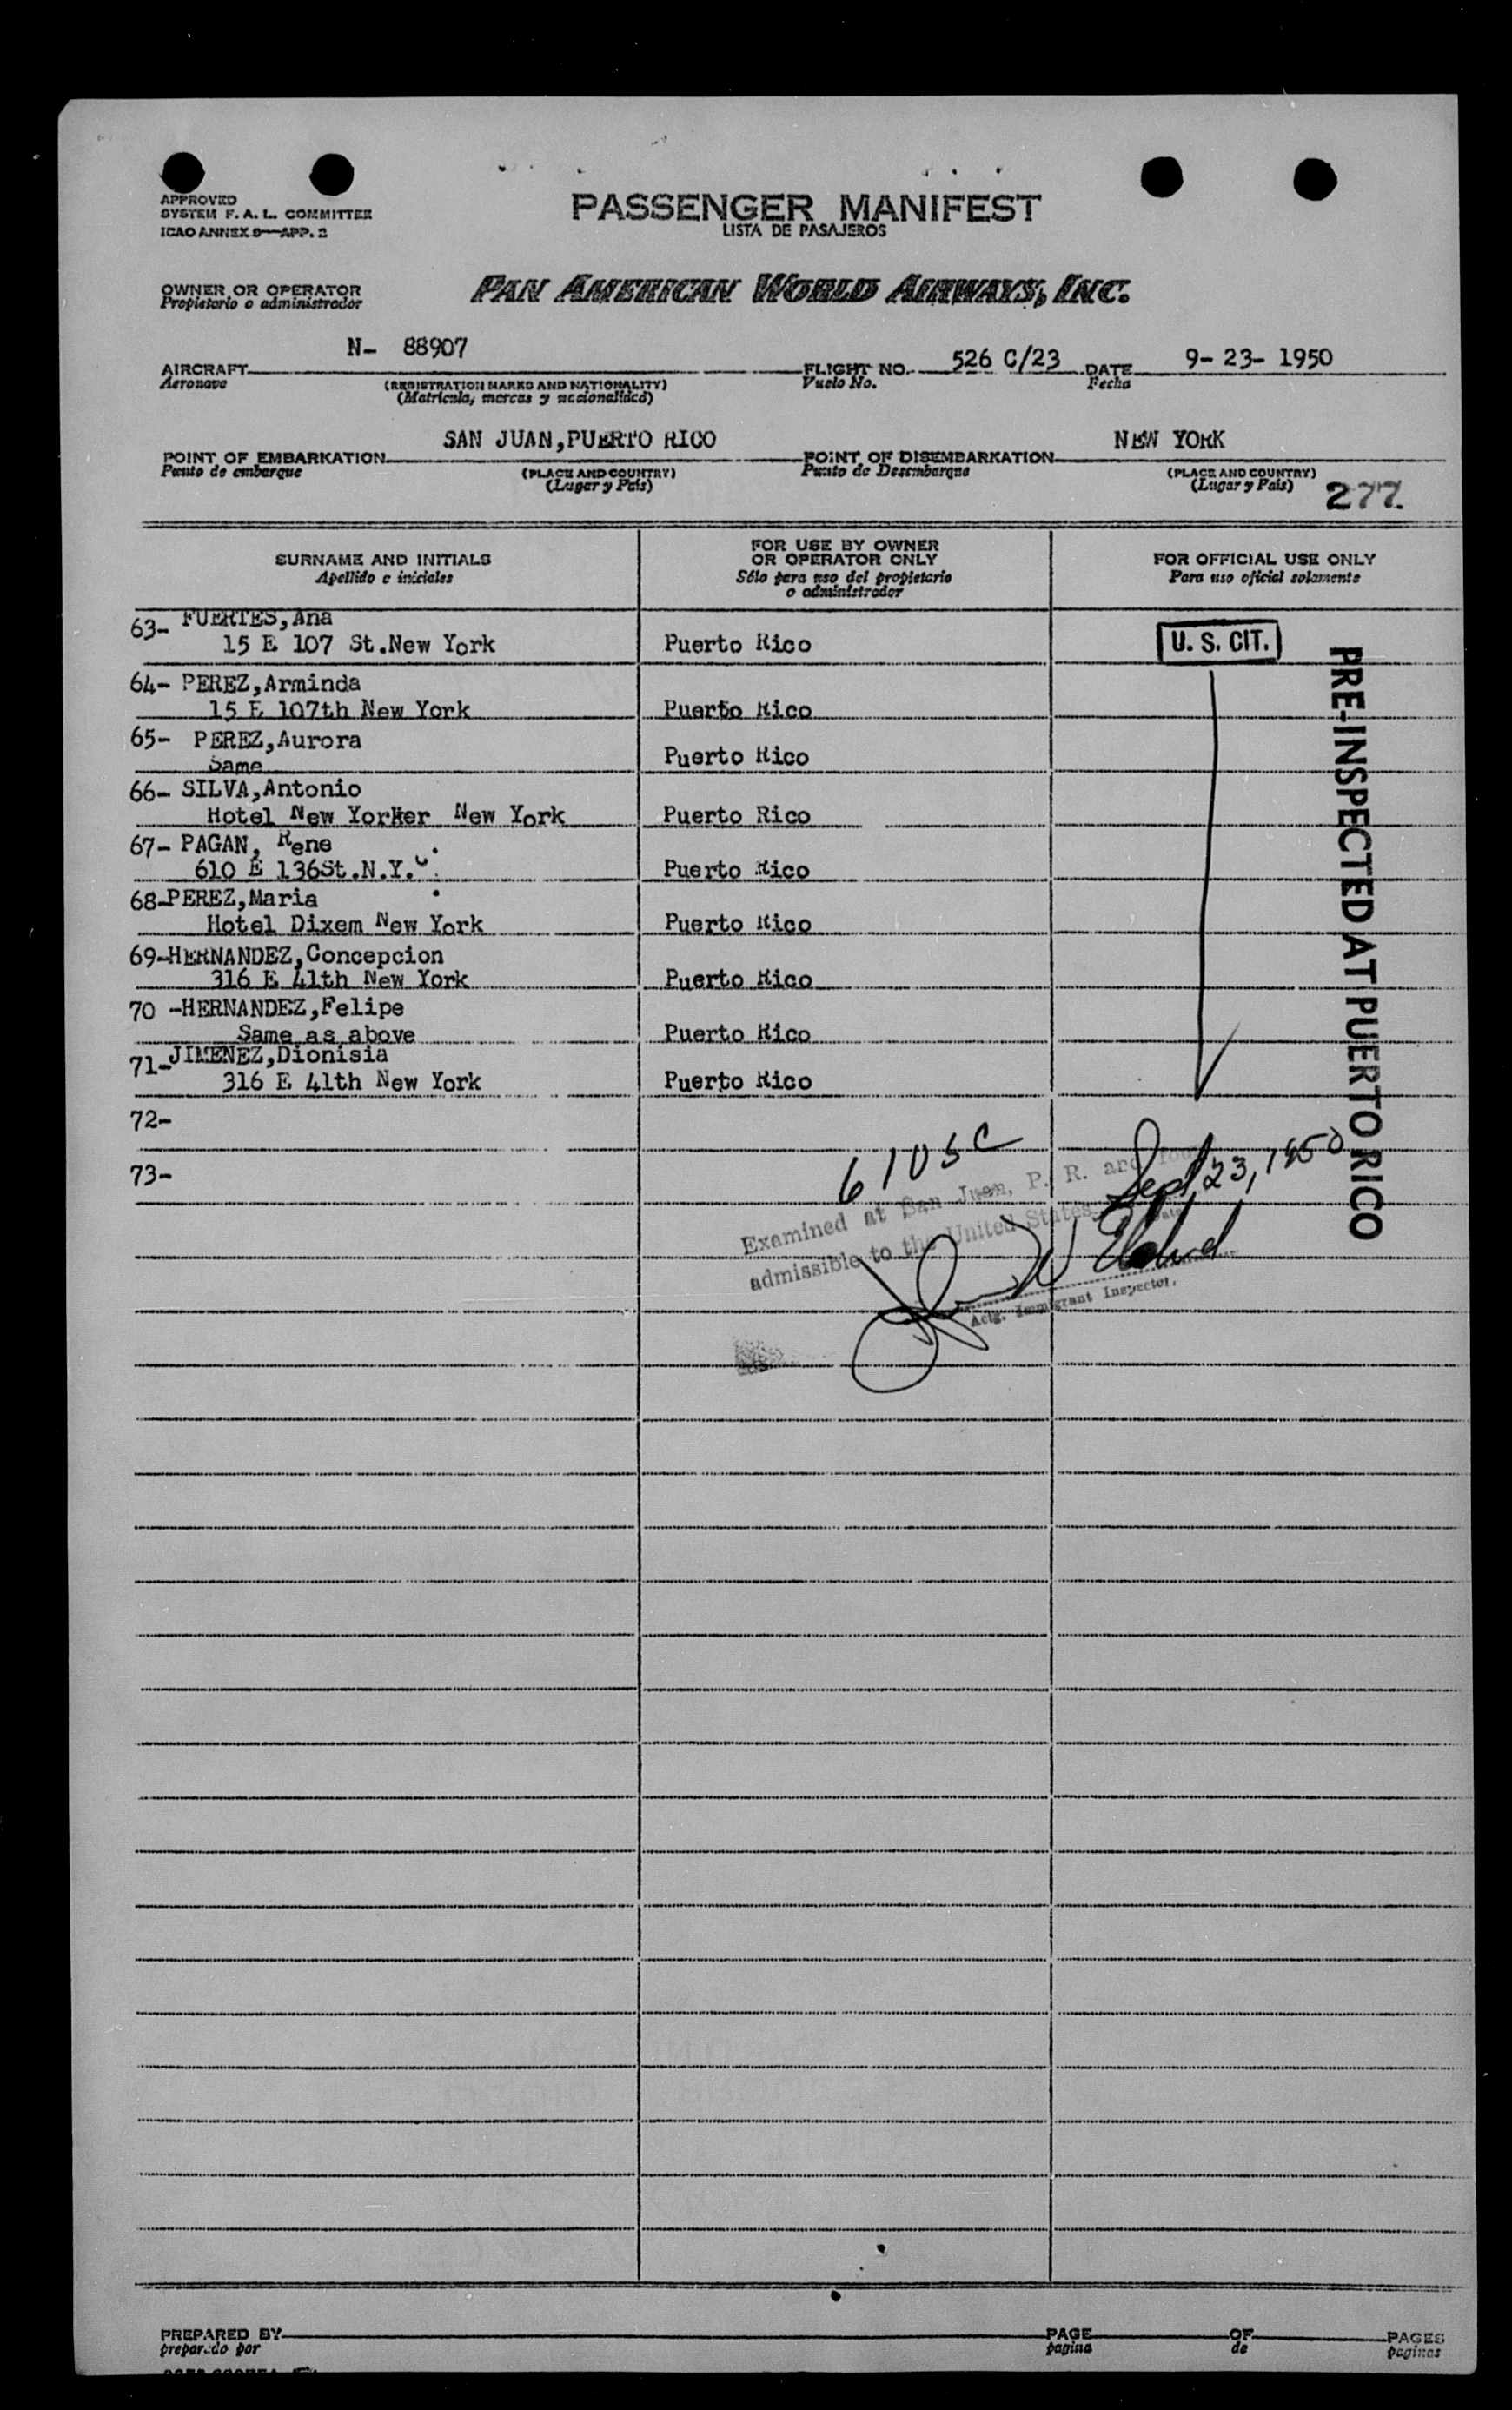 APPROVED
SYSTEM F. A. L. COMMITTEE
ICAO ANNEX 9—APP. 2
PASSENGER MANIFEST
LISTA DE PASAJEROS
OWNER OR OPERATOR
Propietario o administrador
PAN AMERICAN WORLD AIRWAYS, INC.
AIRCRAFT N- 88907
Aeronave
(REGISTRATION MARKS AND NATIONALITY)
(Matricula, marcas y nacionalidad)
FLIGHT NO. 526 C/23
Vuelo No.
DATE 9- 23- 1950
Fecha
POINT OF EMBARKATION SAN JUAN,PUERTO RICO
Punto de embarque
(PLACE AND COUNTRY)
(Lugar y Pais)
POINT OF DISEMBARKATION NEW YORK
Punto de Desembarque
(PLACE AND COUNTRY)
(Lugar y Pais)
277.
SURNAME AND INITIALS
Apellido e iniciales
FOR USE BY OWNER
OR OPERATOR ONLY
Sólo para uso del propietario
o administrador
FOR OFFICIAL USE ONLY
Para uso oficial solamente
63- FUERTES,Ana
15 E 107 St.New York Puerto Rico U. S. CIT.
64- PEREZ,Arminda
15 E 107th New York Puerto Rico
65- PEREZ,Aurora
Same Puerto Rico
66- SILVA,Antonio
Hotel New Yorker New York Puerto Rico
67- PAGAN, Rene
610 E 136St.N.Y. Puerto Rico
68-PEREZ,Maria
Hotel Dixem New York Puerto Rico
69-HERNANDEZ,Concepcion
316 E 41th New York Puerto Rico
70 -HERNANDEZ,Felipe
Same as above Puerto Rico
71-JIMENEZ,Dionisia
316 E 41th New York Puerto Rico
72-
73-
PRE-INSPECTED AT PUERTO RICO
61 USC
Sept 23, 1950
Examined at San Juan, P. R. and
admissible to the United States
Actg. Immigrant Inspector.
PREPARED BY
preparado por
PAGE
pagina
OF
de
PAGES
paginas